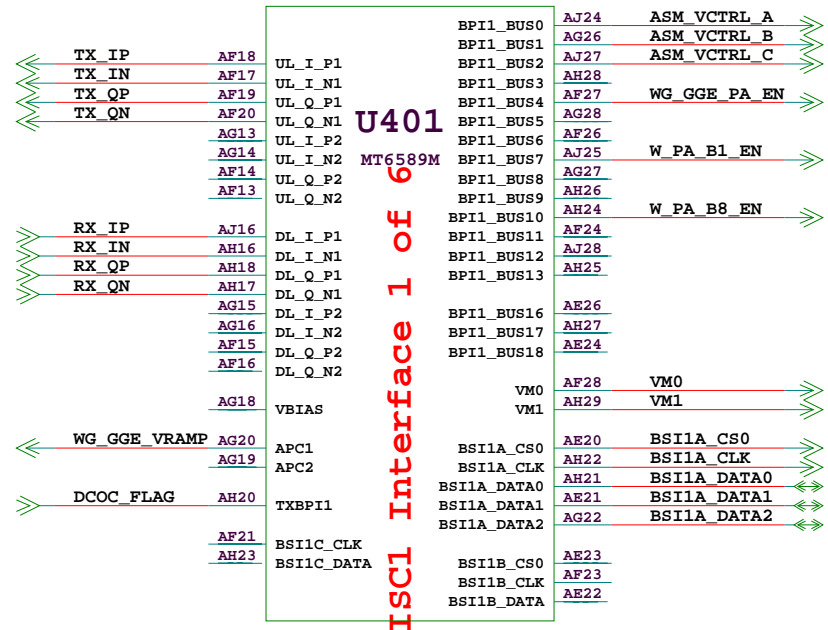 TX_IP AF18 UL_I_P1
TX_IN AF17 UL_I_N1
TX_QP AF19 UL_Q_P1
TX_QN AF20 UL_Q_N1
AG13 UL_I_P2
AG14 UL_I_N2
AF14 UL_Q_P2
AF13 UL_Q_N2
RX_IP AJ16 DL_I_P1
RX_IN AH16 DL_I_N1
RX_QP AH18 DL_Q_P1
RX_QN AH17 DL_Q_N1
AG15 DL_I_P2
AG16 DL_I_N2
AF15 DL_Q_P2
AF16 DL_Q_N2
AG18 VBIAS
WG_GGE_VRAMP AG20 APC1
AG19 APC2
DCOC_FLAG AH20 TXBPI1
AF21 BSI1C_CLK
AH23 BSI1C_DATA
U401
MT6589M
ISC1 Interface 1 of 6
BPI1_BUS0 AJ24 ASM_VCTRL_A
BPI1_BUS1 AG26 ASM_VCTRL_B
BPI1_BUS2 AJ27 ASM_VCTRL_C
BPI1_BUS3 AH28
BPI1_BUS4 AF27 WG_GGE_PA_EN
BPI1_BUS5 AG28
BPI1_BUS6 AF26
BPI1_BUS7 AJ25 W_PA_B1_EN
BPI1_BUS8 AG27
BPI1_BUS9 AH26
BPI1_BUS10 AH24 W_PA_B8_EN
BPI1_BUS11 AF24
BPI1_BUS12 AJ28
BPI1_BUS13 AH25
BPI1_BUS16 AE26
BPI1_BUS17 AH27
BPI1_BUS18 AE24
VM0 AF28 VM0
VM1 AH29 VM1
BSI1A_CS0 AE20 BSI1A_CS0
BSI1A_CLK AH22 BSI1A_CLK
BSI1A_DATA0 AH21 BSI1A_DATA0
BSI1A_DATA1 AE21 BSI1A_DATA1
BSI1A_DATA2 AG22 BSI1A_DATA2
BSI1B_CS0 AE23
BSI1B_CLK AF23
BSI1B_DATA AE22